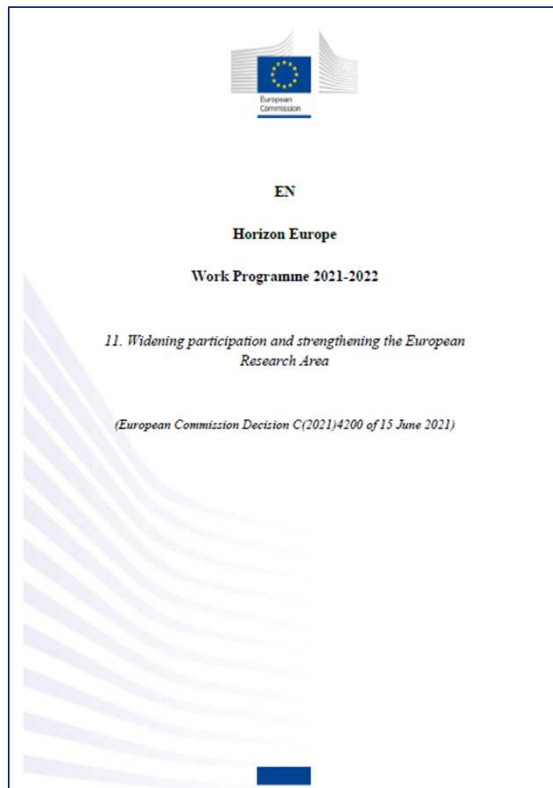 European
Commission
EN
Horizon Europe
Work Programme 2021-2022
11. Widening participation and strengthening the European
Research Area
(European Commission Decision C(2021)4200 of 15 June 2021)